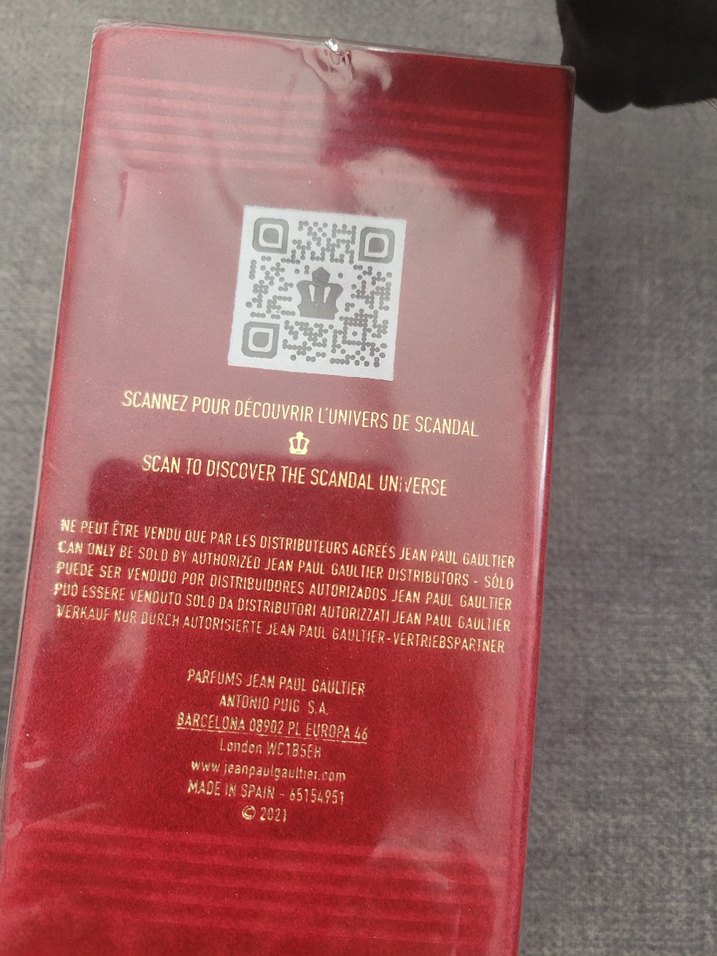 SCANNEZ POUR DÉCOUVRIR L'UNIVERS DE SCANDAL
SCAN TO DISCOVER THE SCANDAL UNIVERSE
NE PEUT ÊTRE VENDU QUE PAR LES DISTRIBUTEURS AGRÉÉS JEAN PAUL GAULTIER
CAN ONLY BE SOLD BY AUTHORIZED JEAN PAUL GAULTIER DISTRIBUTORS - SÓLO
PUEDE SER VENDIDO POR DISTRIBUIDORES AUTORIZADOS JEAN PAUL GAULTIER
PUÒ ESSERE VENDUTO SOLO DA DISTRIBUTORI AUTORIZZATI JEAN PAUL GAULTIER
VERKAUF NUR DURCH AUTORISIERTE JEAN PAUL GAULTIER-VERTRIEBSPARTNER
PARFUMS JEAN PAUL GAULTIER
ANTONIO PUIG S.A.
BARCELONA 08902 PL EUROPA 46
London WC1B5EH
www.jeanpaulgaultier.com
MADE IN SPAIN - 65154951
© 2021